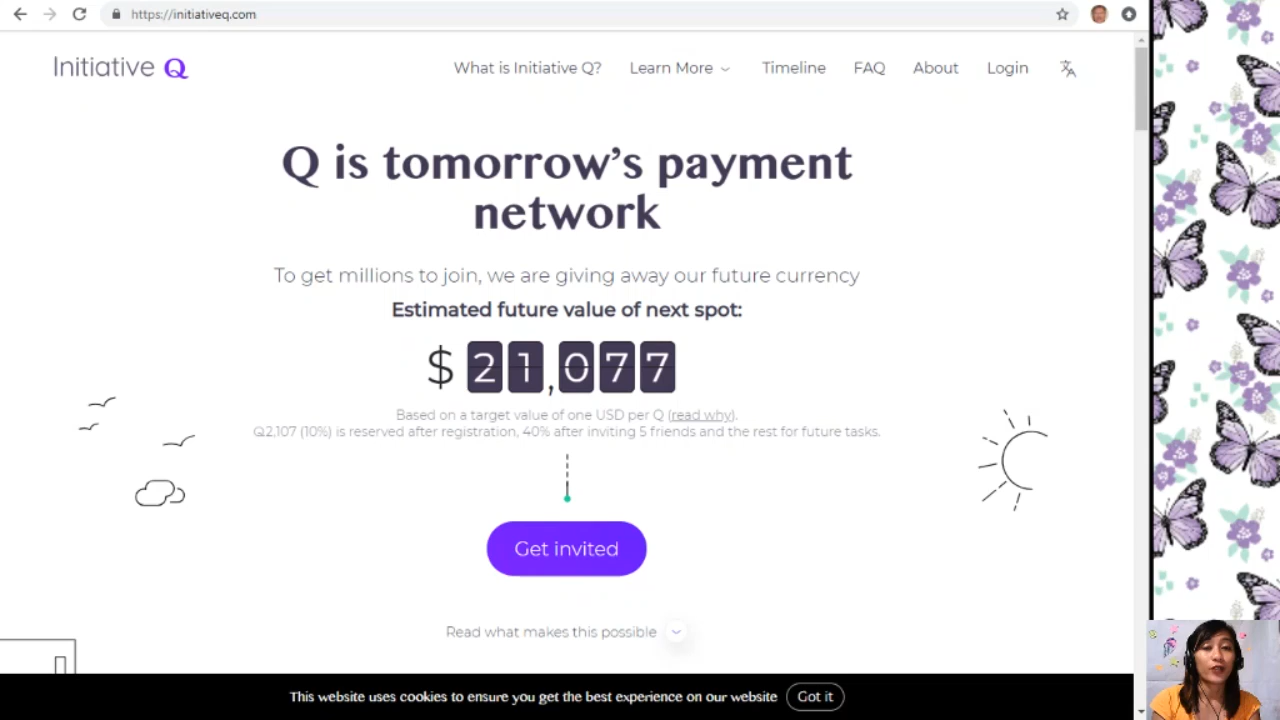 https://initiativeq.com
Initiative Q
What is Initiative Q? Learn More Timeline FAQ About Login
Q is tomorrow's payment
network
To get millions to join, we are giving away our future currency
Estimated future value of next spot:
$ 21,077
Based on a target value of one USD per Q (read why).
Q2,107 (10%) is reserved after registration, 40% after inviting 5 friends and the rest for future tasks.
Get invited
Read what makes this possible
This website uses cookies to ensure you get the best experience on our website Got it